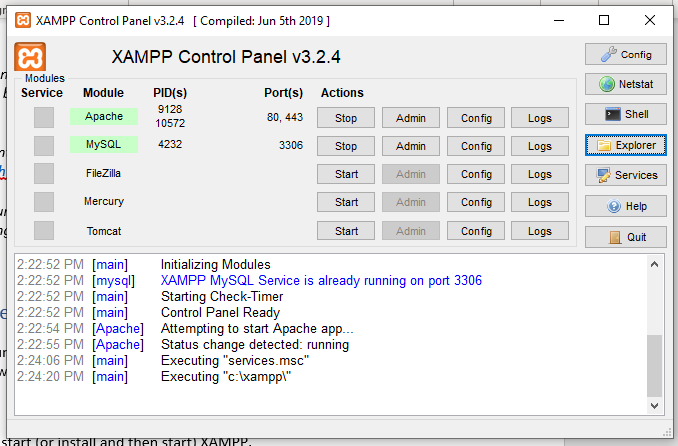 XAMPP Control Panel v3.2.4 [ Compiled: Jun 5th 2019 ]
XAMPP Control Panel v3.2.4
Config
Modules
Service Module PID(s) Port(s) Actions
Netstat
Apache 9128 10572 80, 443 Stop Admin Config Logs
Shell
MySQL 4232 3306 Stop Admin Config Logs
Explorer
FileZilla Start Admin Config Logs
Services
Mercury Start Admin Config Logs
Help
Tomcat Start Admin Config Logs
Quit
2:22:52 PM [main] Initializing Modules
2:22:52 PM [mysql] XAMPP MySQL Service is already running on port 3306
2:22:52 PM [main] Starting Check-Timer
2:22:52 PM [main] Control Panel Ready
2:22:54 PM [Apache] Attempting to start Apache app...
2:22:55 PM [Apache] Status change detected: running
2:24:06 PM [main] Executing "services.msc"
2:24:20 PM [main] Executing "c:\xampp\"
start (or install and then start) XAMPP.